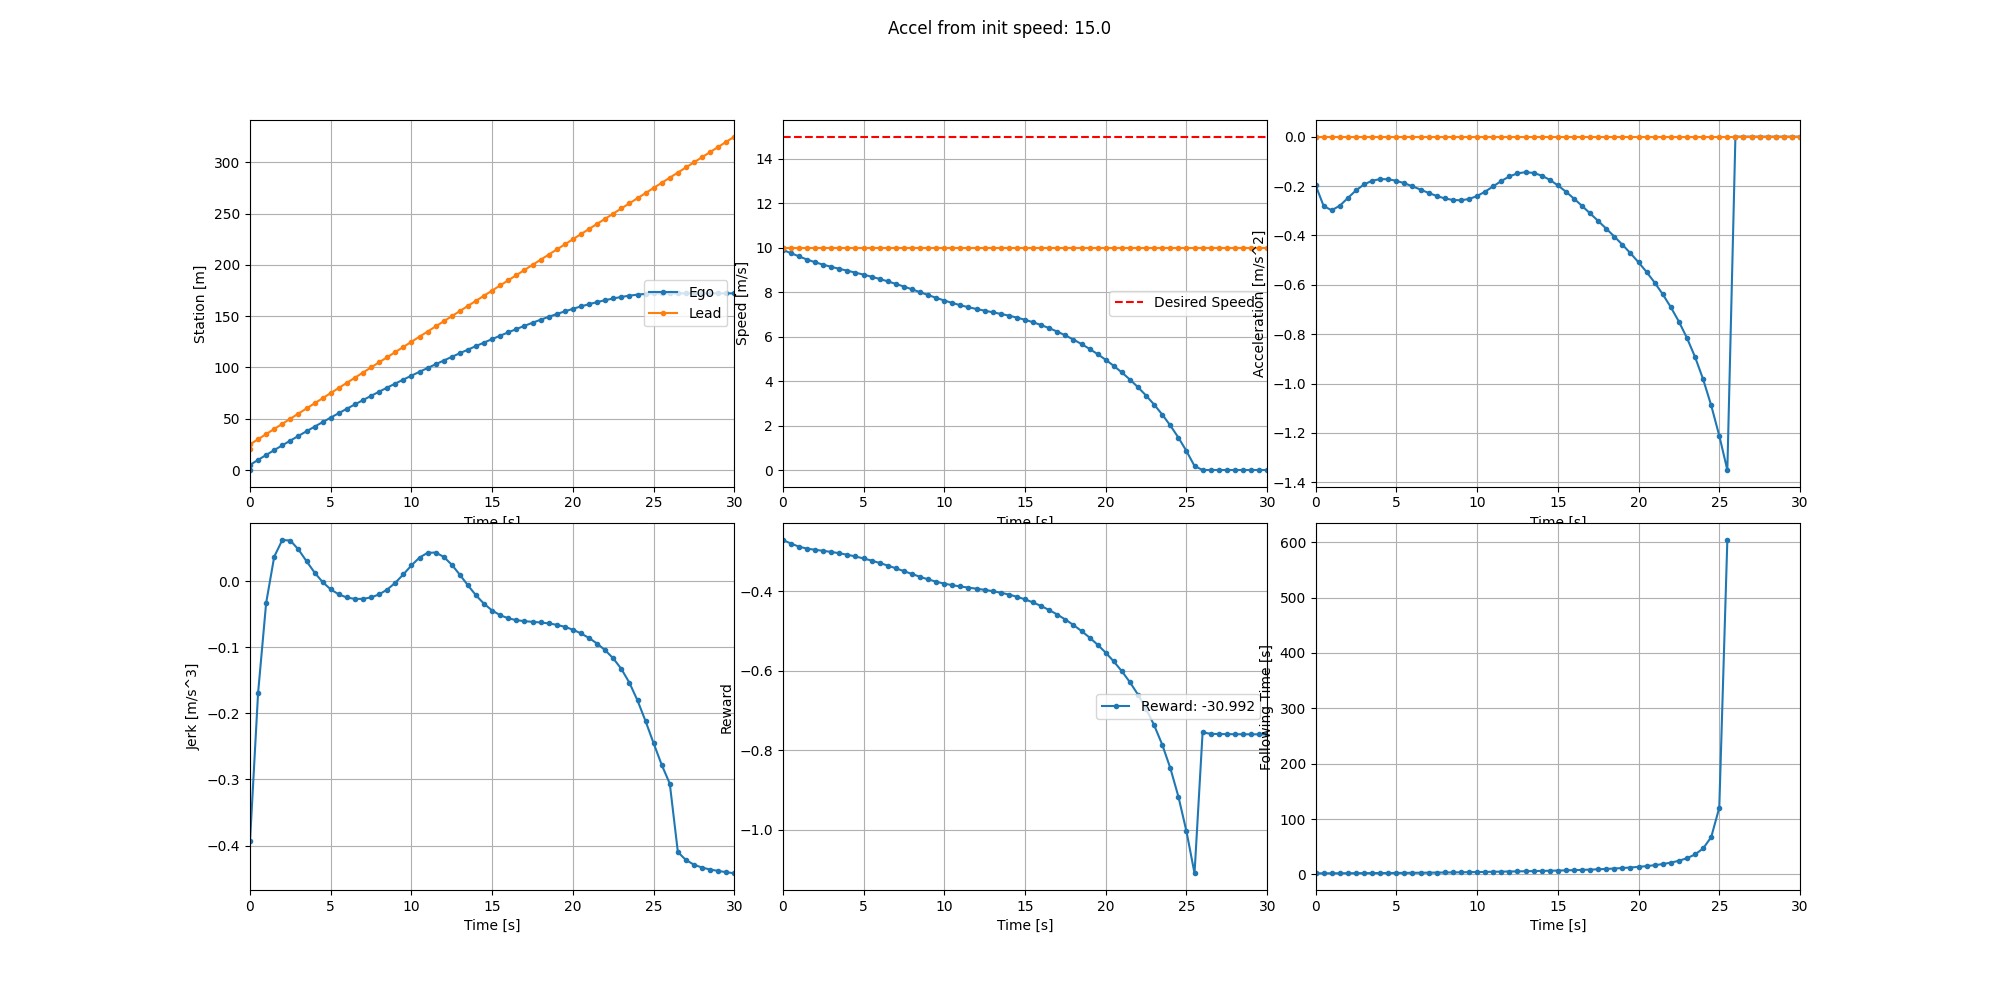 Accel from init speed: 15.0
Station [m]
300
250
200
150
100
50
0
Ego
Lead
0 5 10 15 20 25 30
Time [s]
Speed [m/s]
14
12
10
8
6
4
2
0
Desired Speed
0 5 10 15 20 25 30
Time [s]
Acceleration [m/s^2]
0.0
−0.2
−0.4
−0.6
−0.8
−1.0
−1.2
−1.4
0 5 10 15 20 25 30
Time [s]
Jerk [m/s^3]
0.0
−0.1
−0.2
−0.3
−0.4
0 5 10 15 20 25 30
Time [s]
Reward
−0.4
−0.6
−0.8
−1.0
Reward: -30.992
0 5 10 15 20 25 30
Time [s]
Following Time [s]
600
500
400
300
200
100
0
0 5 10 15 20 25 30
Time [s]